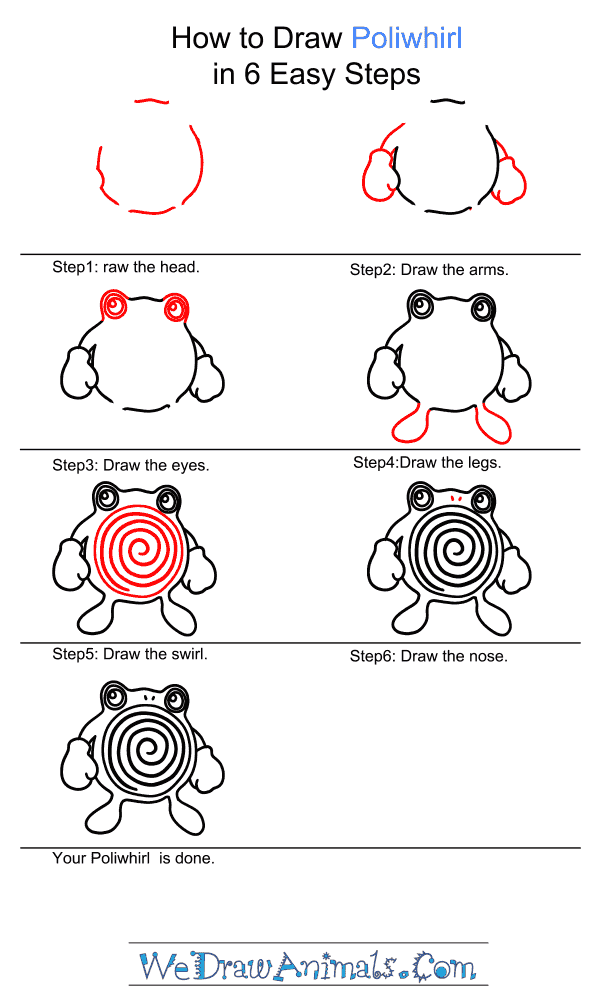 How to Draw Poliwhirl
in 6 Easy Steps
Step1: raw the head.
Step2: Draw the arms.
Step3: Draw the eyes.
Step4:Draw the legs.
Step5: Draw the swirl.
Step6: Draw the nose.
Your Poliwhirl  is done.
WeDrawAnimals.Com